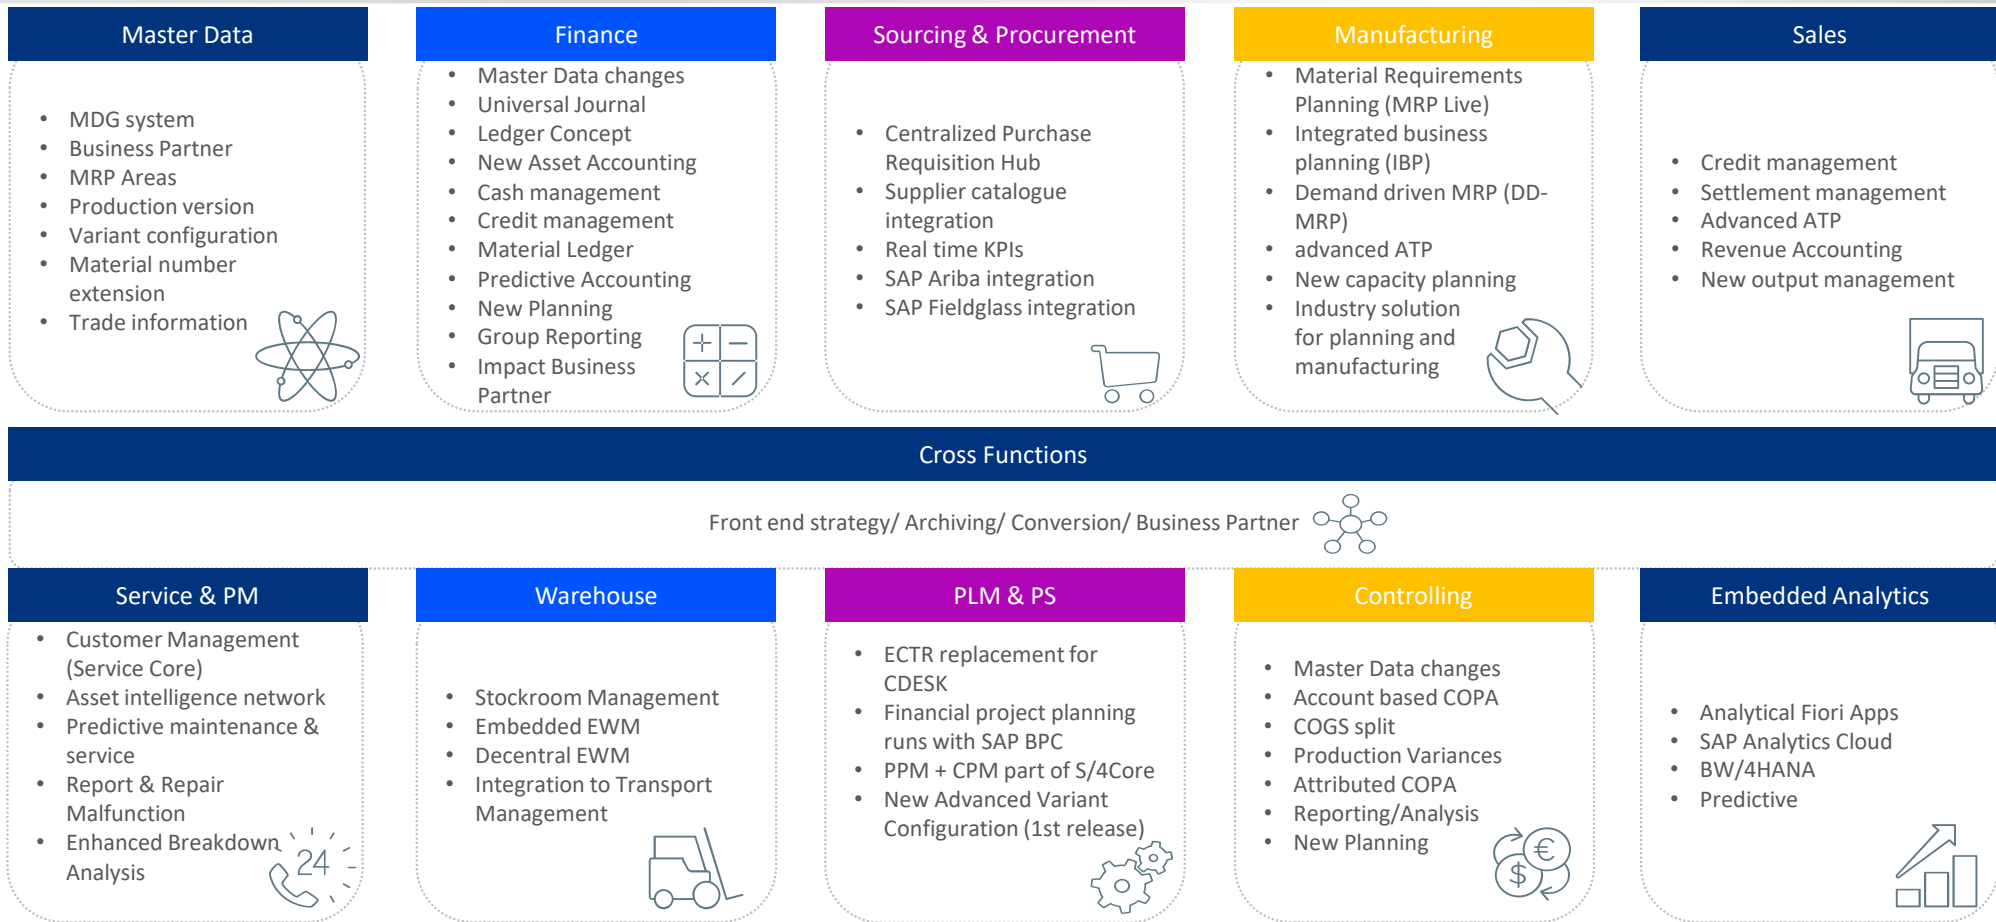 Master Data
• MDG system
• Business Partner
• MRP Areas
• Production version
• Variant configuration
• Material number
extension
• Trade information
Finance
• Master Data changes
• Universal Journal
• Ledger Concept
• New Asset Accounting
• Cash management
• Credit management
• Material Ledger
• Predictive Accounting
• New Planning
• Group Reporting
• Impact Business
Partner
Sourcing & Procurement
• Centralized Purchase
Requisition Hub
• Supplier catalogue
integration
• Real time KPIs
• SAP Ariba integration
• SAP Fieldglass integration
Manufacturing
• Material Requirements
Planning (MRP Live)
• Integrated business
planning (IBP)
• Demand driven MRP (DD-
MRP)
• advanced ATP
• New capacity planning
• Industry solution
for planning and
manufacturing
Sales
• Credit management
• Settlement management
• Advanced ATP
• Revenue Accounting
• New output management
Cross Functions
Front end strategy/ Archiving/ Conversion/ Business Partner
Service & PM
• Customer Management
(Service Core)
• Asset intelligence network
• Predictive maintenance &
service
• Report & Repair
Malfunction
• Enhanced Breakdown
Analysis
24
Warehouse
• Stockroom Management
• Embedded EWM
• Decentral EWM
• Integration to Transport
Management
PLM & PS
• ECTR replacement for
CDESK
• Financial project planning
runs with SAP BPC
• PPM + CPM part of S/4Core
• New Advanced Variant
Configuration (1st release)
Controlling
• Master Data changes
• Account based COPA
• COGS split
• Production Variances
• Attributed COPA
• Reporting/Analysis
• New Planning
€
$
Embedded Analytics
• Analytical Fiori Apps
• SAP Analytics Cloud
• BW/4HANA
• Predictive